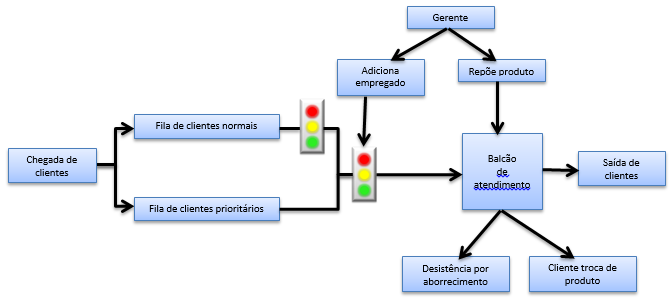 Gerente
Adiciona
empregado
Repõe produto
Fila de clientes normais
Chegada de
clientes
Balcão
de
atendimento
Saída de
clientes
Fila de clientes prioritários
Desistência por
aborrecimento
Cliente troca de
produto